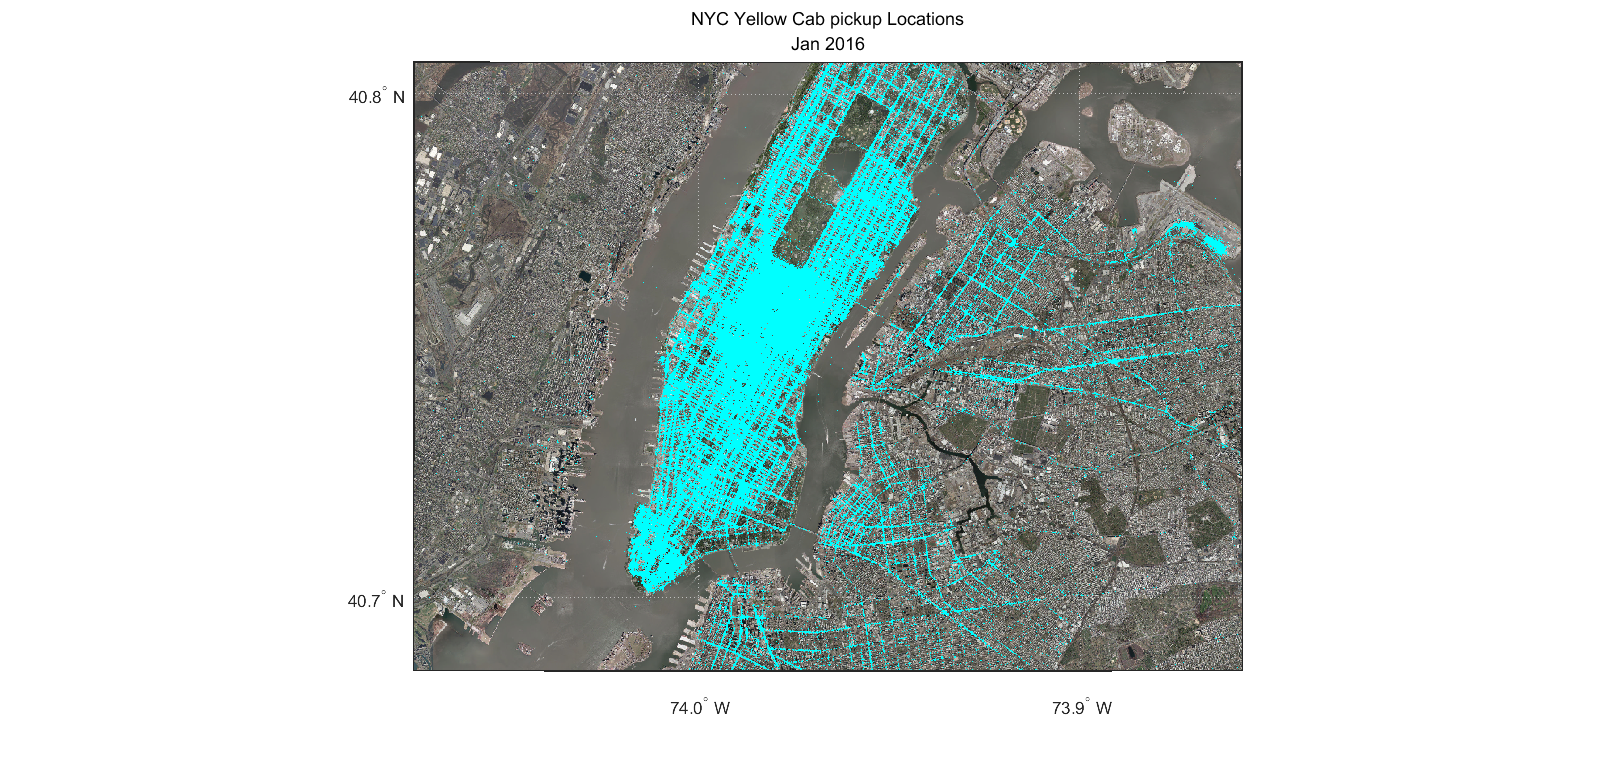 NYC Yellow Cab pickup Locations
Jan 2016
40.8° N
40.7° N
74.0° W
73.9° W